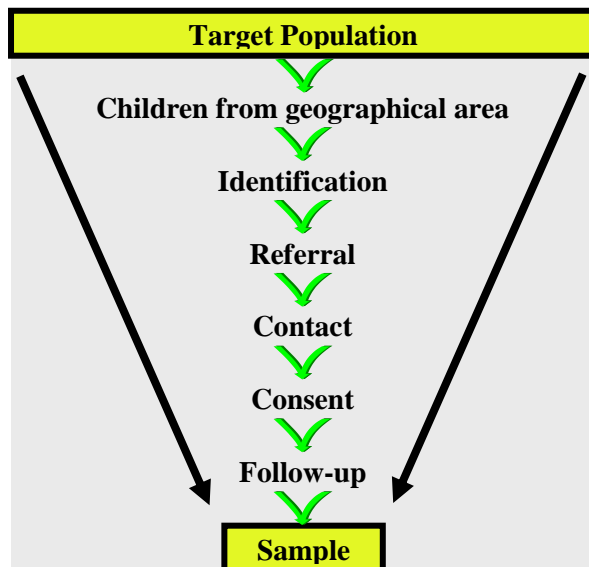 Target Population
Children from geographical area
Identification
Referral
Contact
Consent
Follow-up
Sample